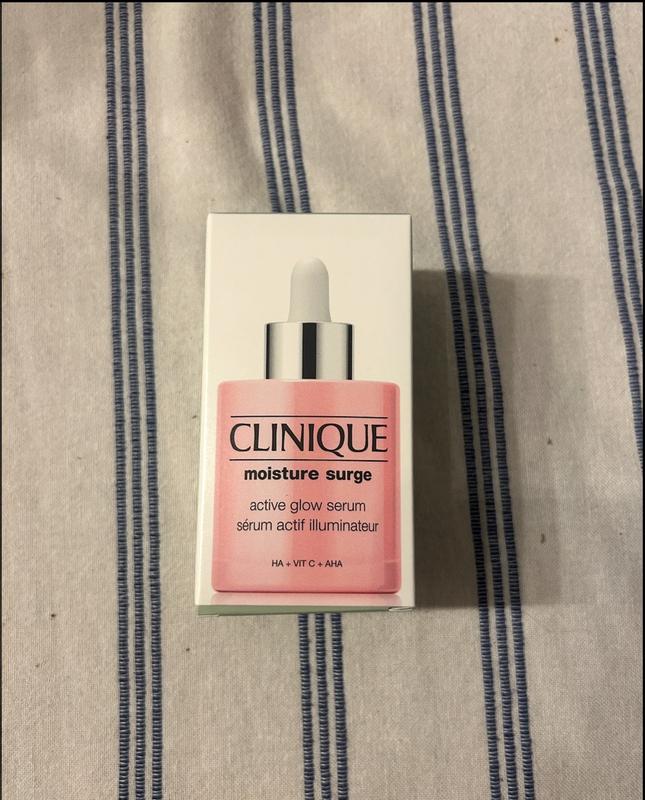 CLINIQUE
moisture surge
active glow serum
sérum actif illuminateur
HA + VIT C + AHA